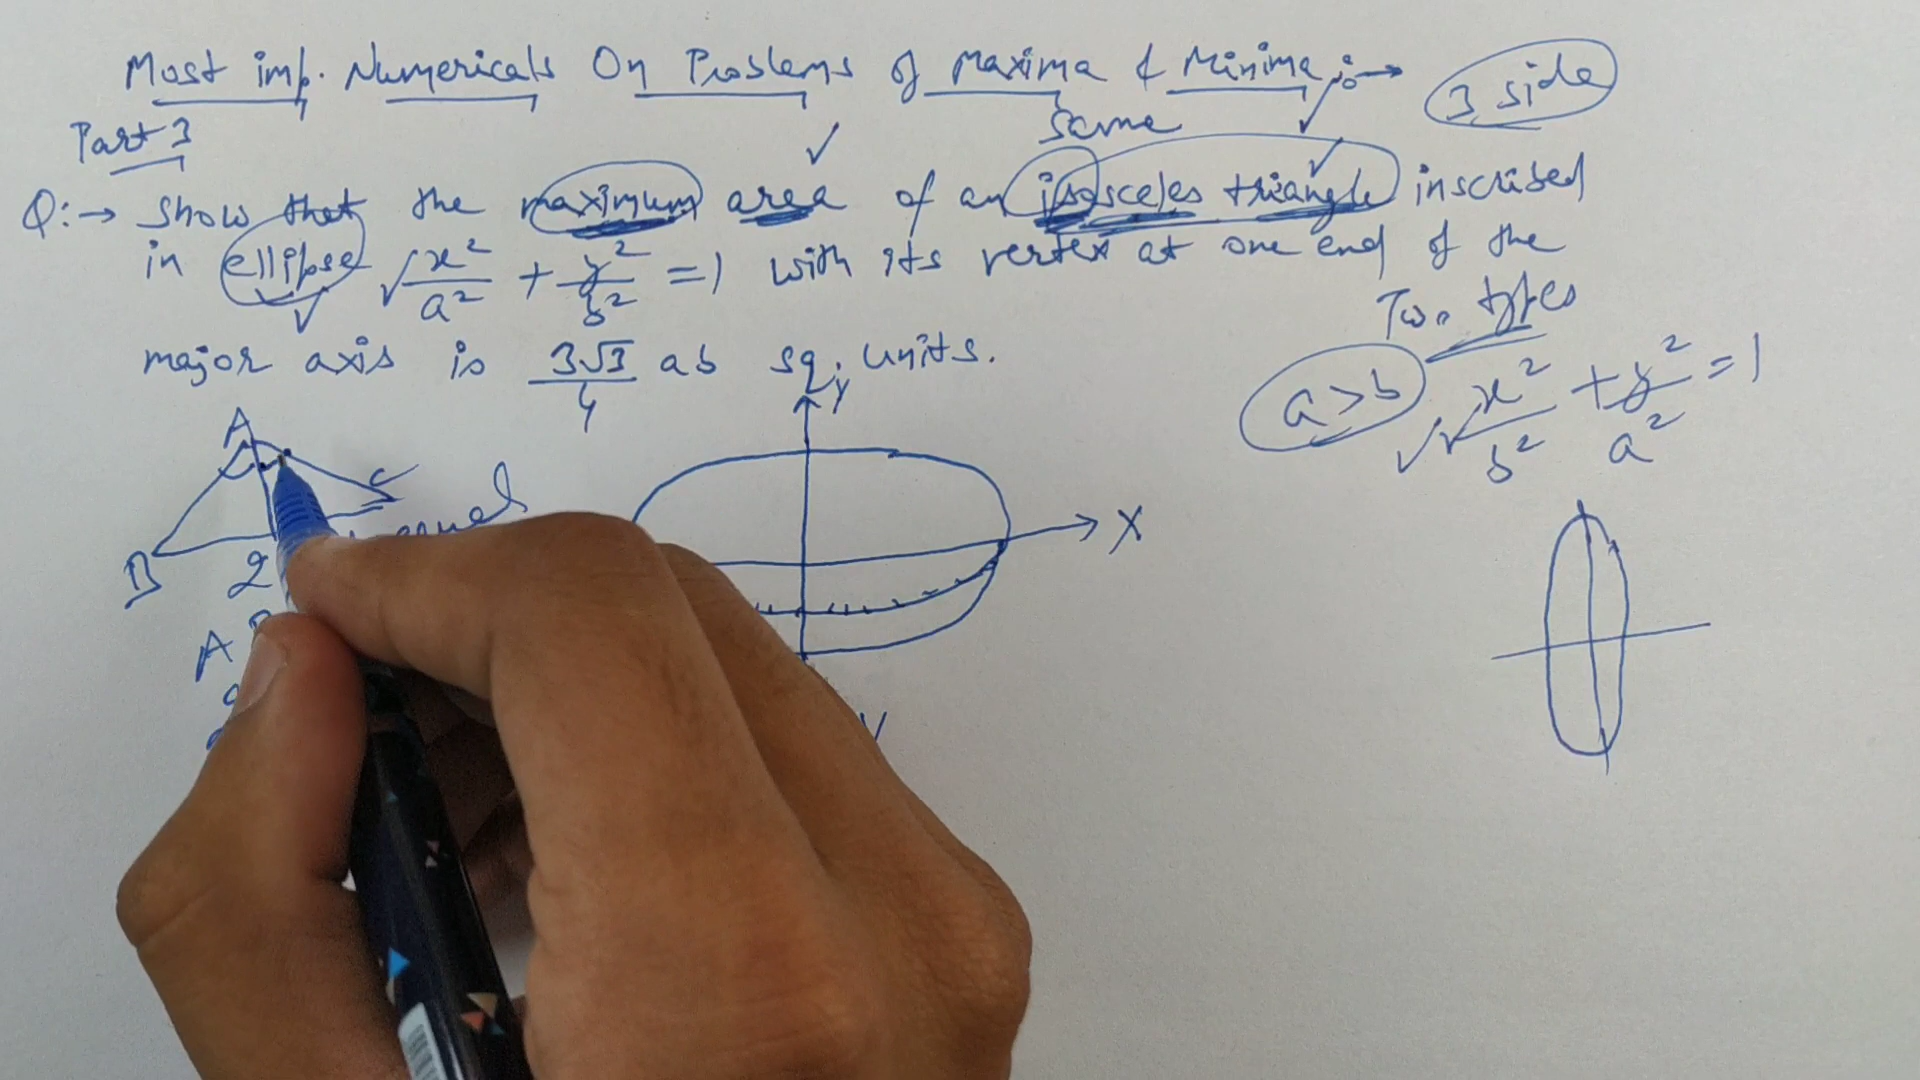 Most imp. Numericals On Problems of Maxima & Minima :→ 3 side
Part 3
same
Q:→ show that the maximum area of an isosceles triangle inscribed
in ellipse x²/a² + y²/b² = 1 with its vertex at one end of the
major axis is 3√3/4 ab sq. units.
Two types
a>b x²/b² + y²/a² = 1
Y
A
C
B
X
equal
2
A